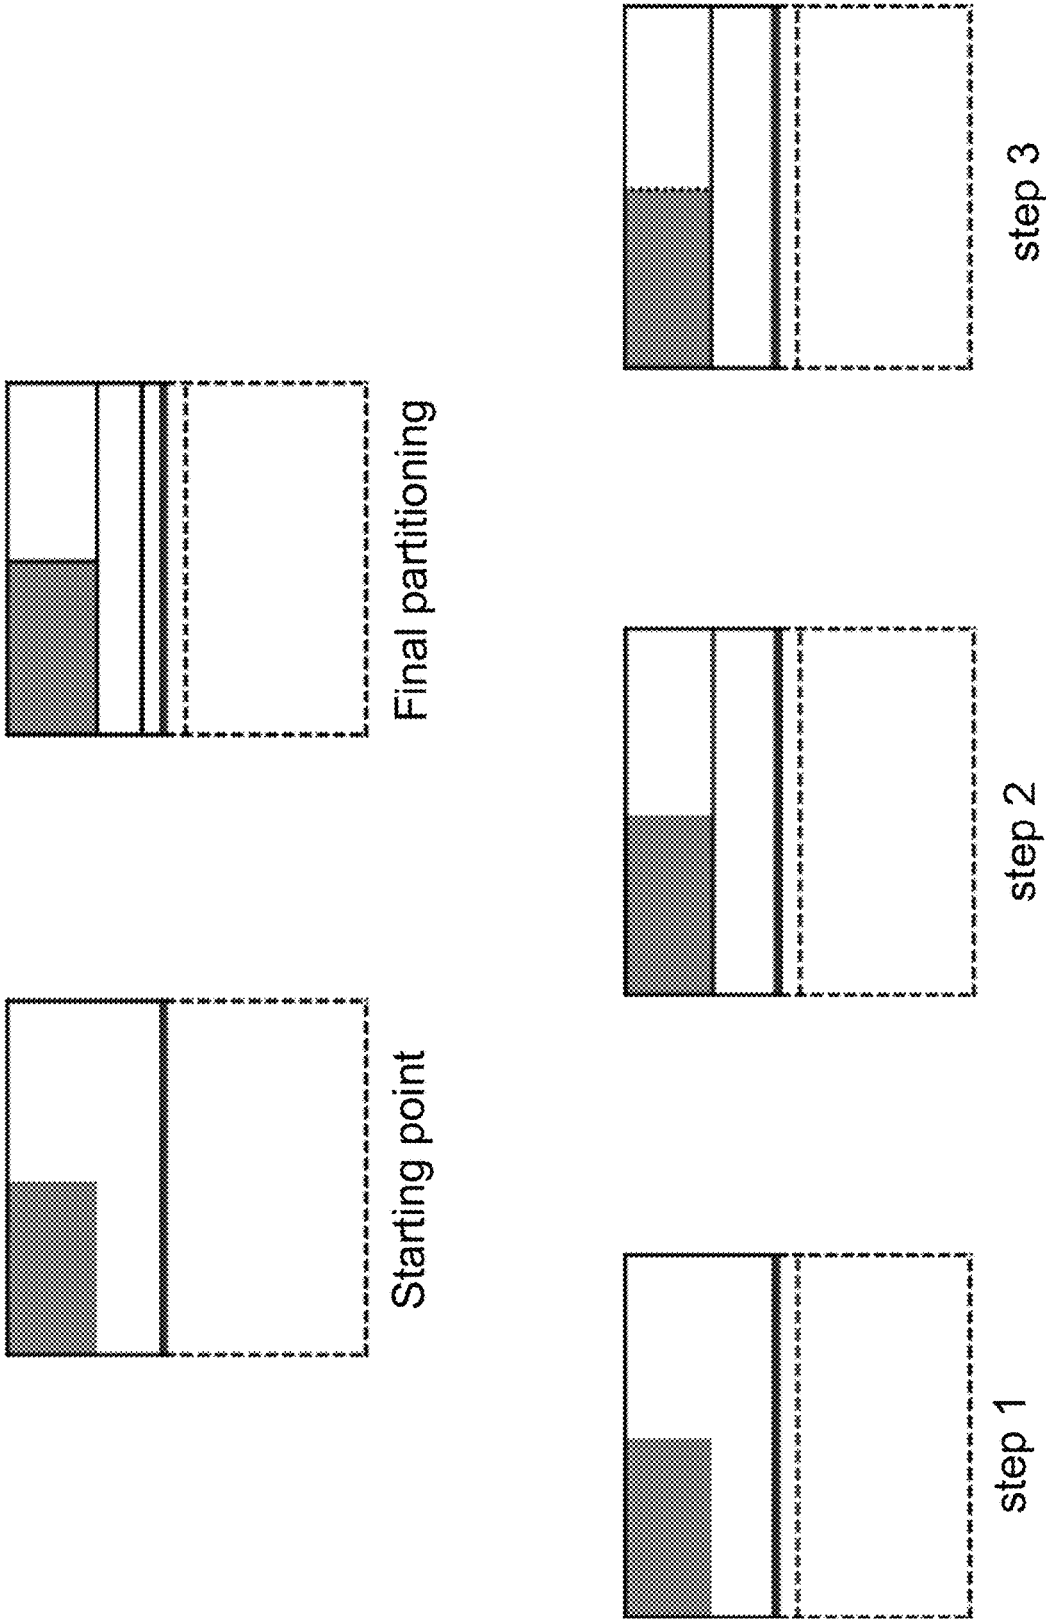 Starting point
Final partitioning
step 1
step 2
step 3